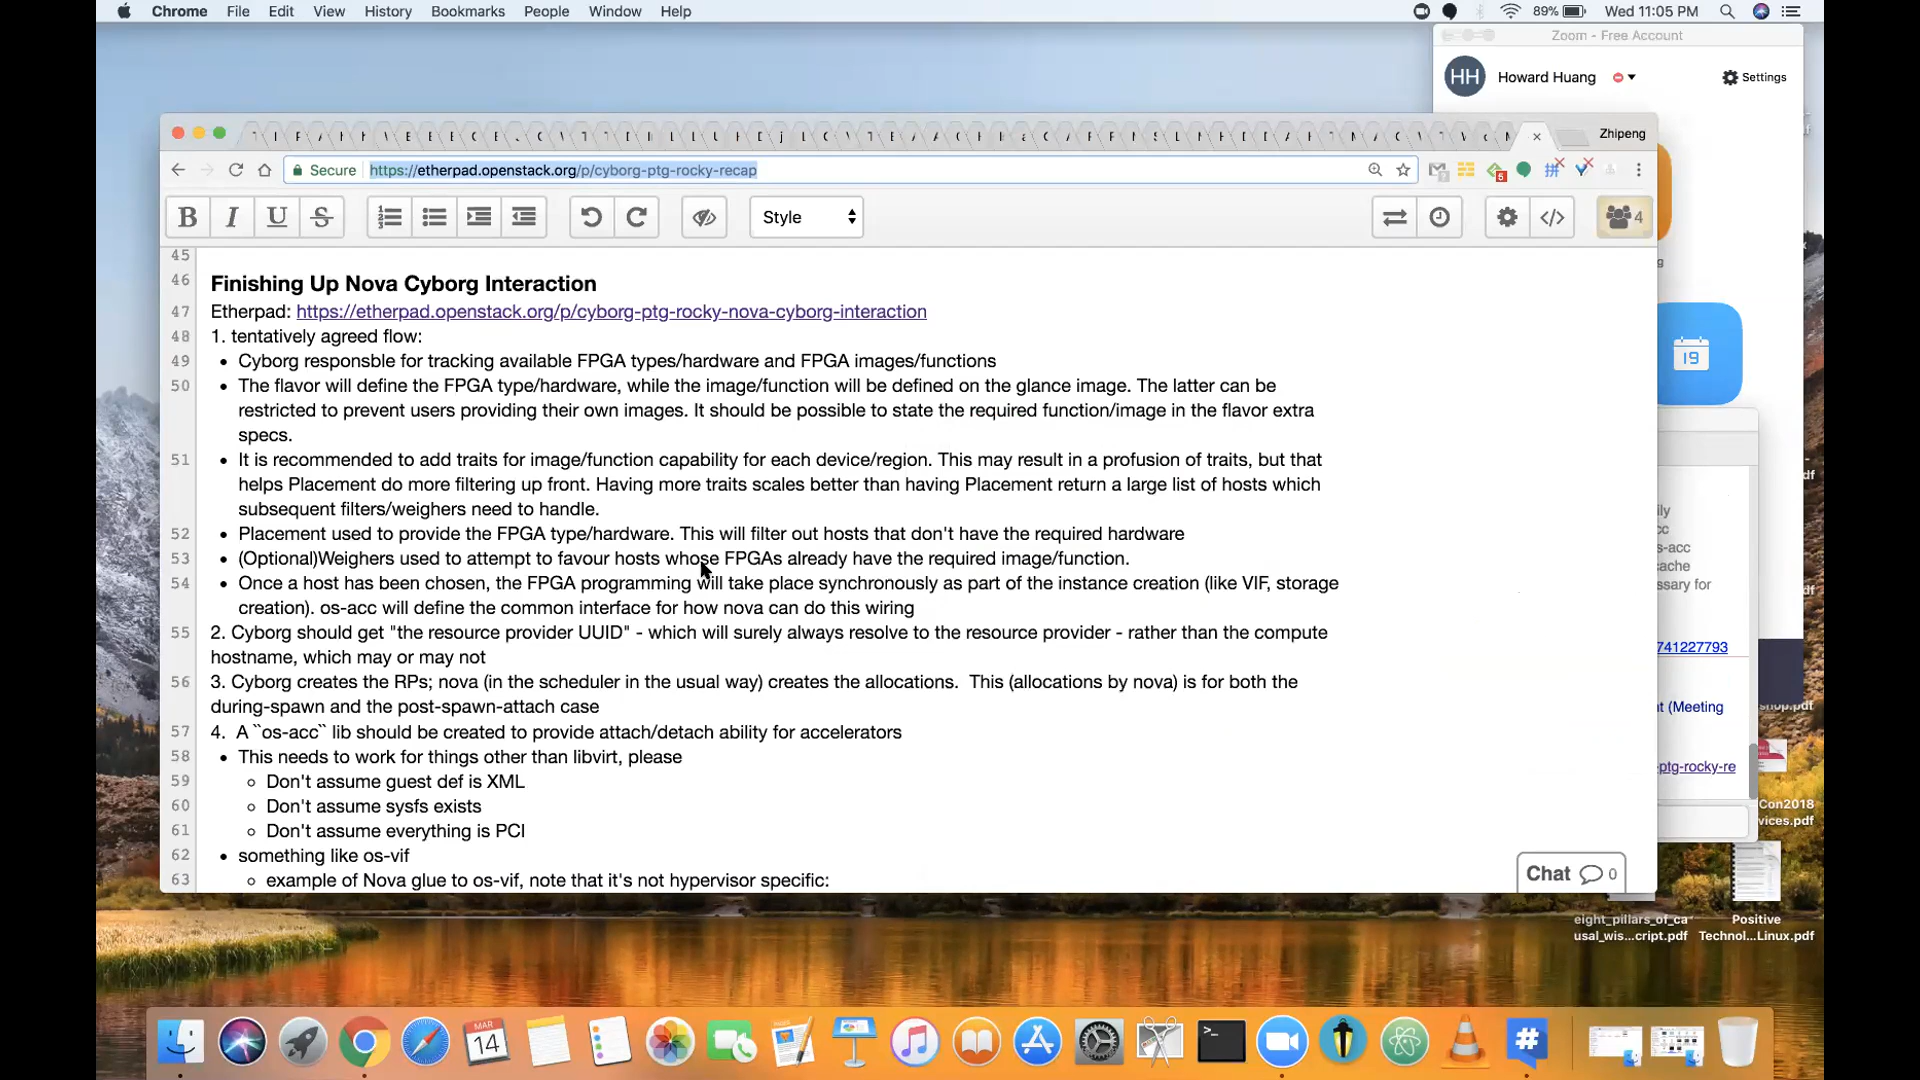 Chrome File Edit View History Bookmarks People Window Help
89% Wed 11:05 PM
Zoom - Free Account
HH Howard Huang Settings
Zhipeng
Secure https://etherpad.openstack.org/p/cyborg-ptg-rocky-recap
B I U S Style 4
45
46 Finishing Up Nova Cyborg Interaction
47 Etherpad: https://etherpad.openstack.org/p/cyborg-ptg-rocky-nova-cyborg-interaction
48 1. tentatively agreed flow:
49 • Cyborg responsble for tracking available FPGA types/hardware and FPGA images/functions
50 • The flavor will define the FPGA type/hardware, while the image/function will be defined on the glance image. The latter can be
restricted to prevent users providing their own images. It should be possible to state the required function/image in the flavor extra
specs.
51 • It is recommended to add traits for image/function capability for each device/region. This may result in a profusion of traits, but that
helps Placement do more filtering up front. Having more traits scales better than having Placement return a large list of hosts which
subsequent filters/weighers need to handle.
52 • Placement used to provide the FPGA type/hardware. This will filter out hosts that don't have the required hardware
53 • (Optional)Weighers used to attempt to favour hosts whose FPGAs already have the required image/function.
54 • Once a host has been chosen, the FPGA programming will take place synchronously as part of the instance creation (like VIF, storage
creation). os-acc will define the common interface for how nova can do this wiring
55 2. Cyborg should get "the resource provider UUID" - which will surely always resolve to the resource provider - rather than the compute
hostname, which may or may not
56 3. Cyborg creates the RPs; nova (in the scheduler in the usual way) creates the allocations. This (allocations by nova) is for both the
during-spawn and the post-spawn-attach case
57 4. A ``os-acc`` lib should be created to provide attach/detach ability for accelerators
58 • This needs to work for things other than libvirt, please
59 ◦ Don't assume guest def is XML
60 ◦ Don't assume sysfs exists
61 ◦ Don't assume everything is PCI
62 • something like os-vif
63 ◦ example of Nova glue to os-vif, note that it's not hypervisor specific:
Chat 0
19
ily
cc
s-acc
cache
ssary for
741227793
t (Meeting
ptg-rocky-re
Con2018
vices.pdf
eight_pillars_of_ca
usal_wis...cript.pdf
Positive
Technol...Linux.pdf
MAR
14